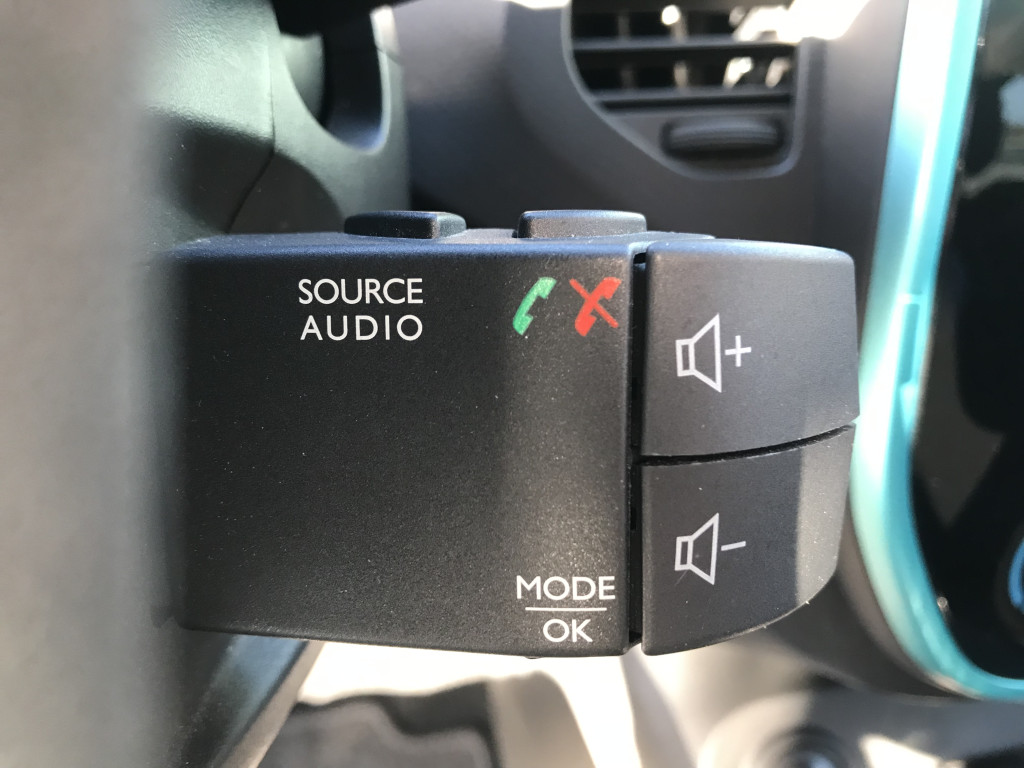 SOURCE
AUDIO
+
-
MODE
OK